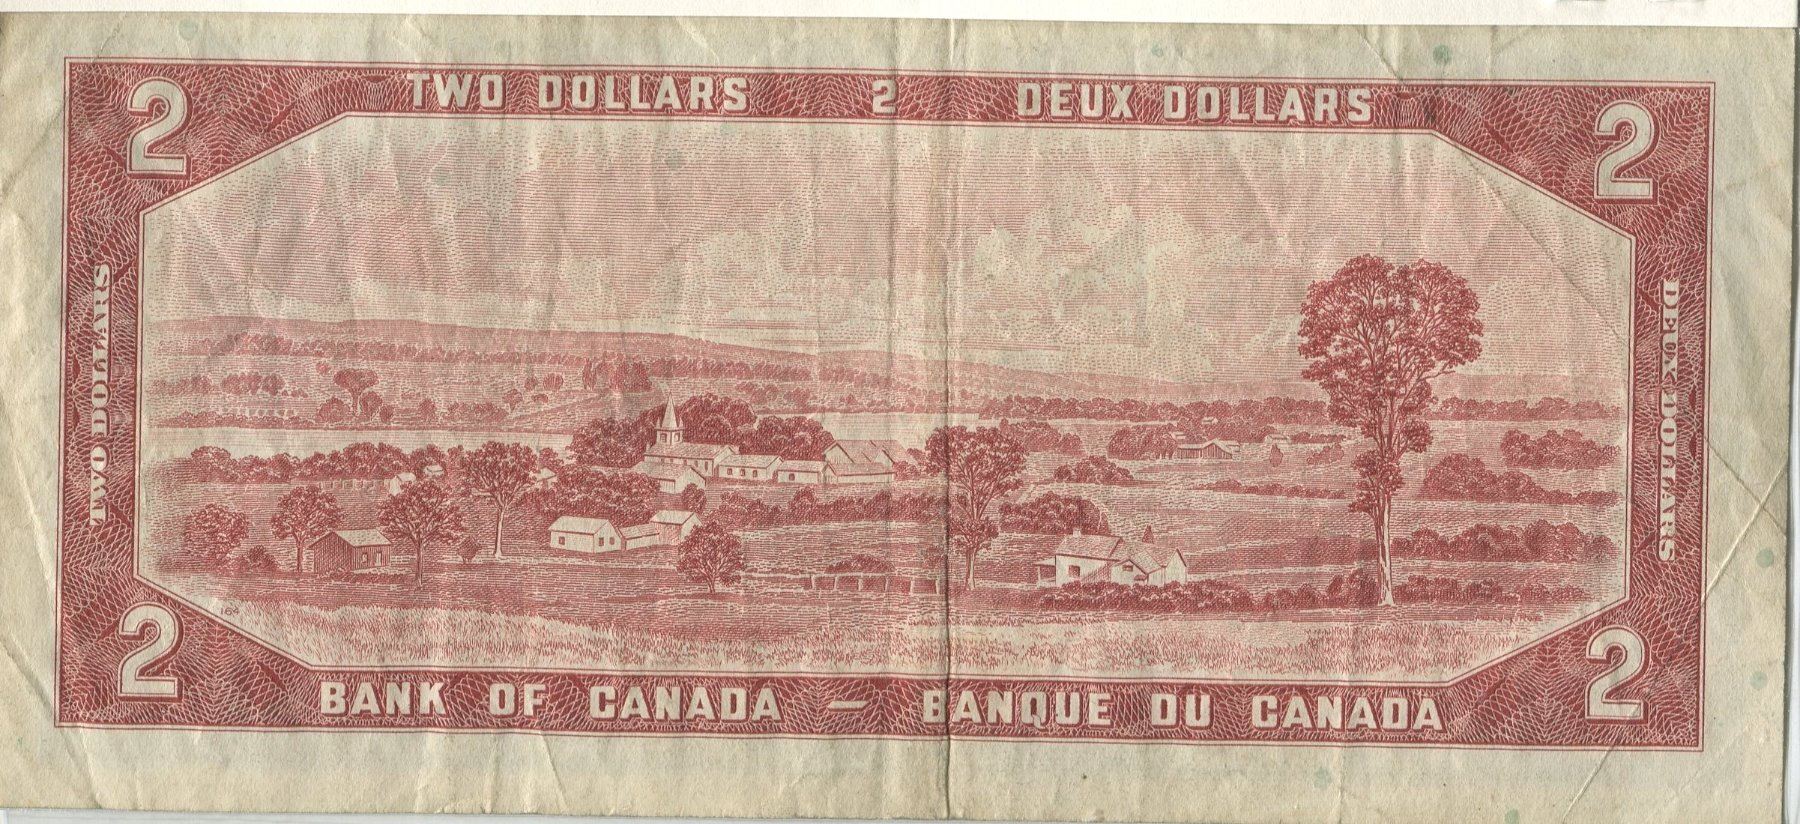 TWO DOLLARS 2 DEUX DOLLARS
2 2
TWO DOLLARS
DEUX DOLLARS
164
2 2
BANK OF CANADA — BANQUE DU CANADA